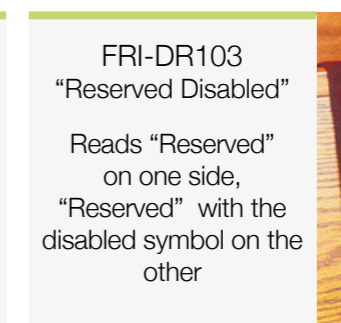 FRI-DR103
“Reserved Disabled”
Reads “Reserved”
on one side,
“Reserved”  with the
disabled symbol on the
other